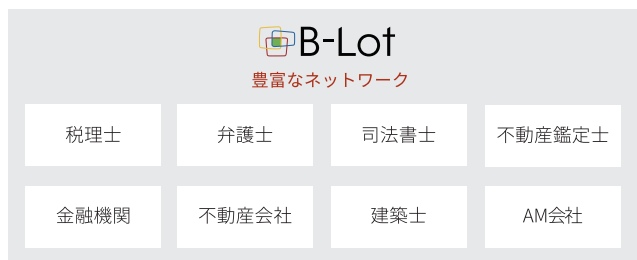 B-Lot
豊富なネットワーク
税理士
弁護士
司法書士
不動産鑑定士
金融機関
不動産会社
建築士
AM会社